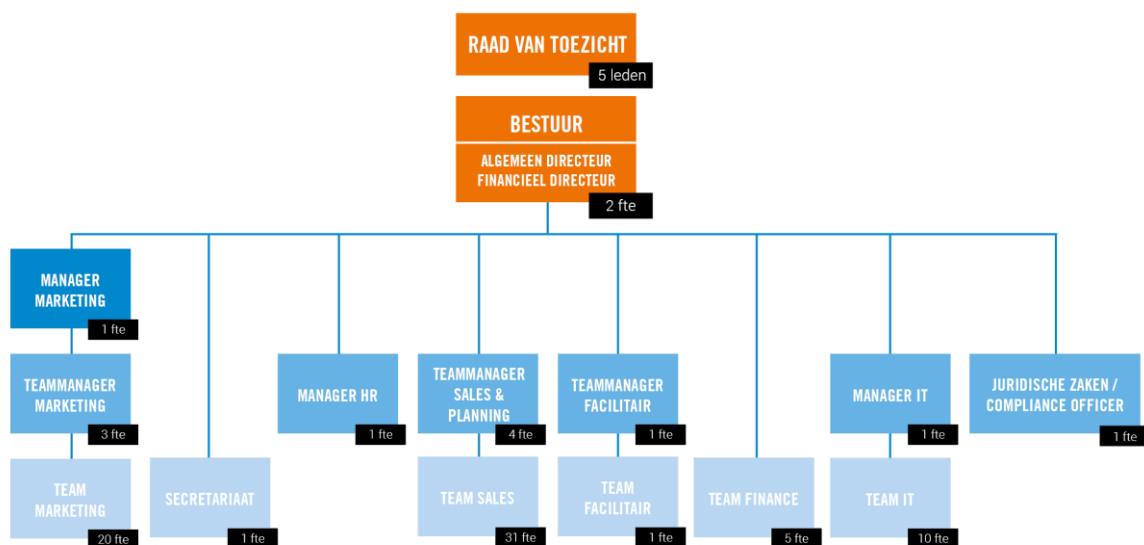 RAAD VAN TOEZICHT
5 leden
BESTUUR
ALGEMEEN DIRECTEUR
FINANCIEEL DIRECTEUR
2 fte
MANAGER
MARKETING
1 fte
TEAMMANAGER
MARKETING
3 fte
MANAGER HR
1 fte
TEAMMANAGER
SALES &
PLANNING
4 fte
TEAMMANAGER
FACILITAIR
1 fte
MANAGER IT
1 fte
JURIDISCHE ZAKEN /
COMPLIANCE OFFICER
1 fte
TEAM
MARKETING
20 fte
SECRETARIAAT
1 fte
TEAM SALES
31 fte
TEAM
FACILITAIR
1 fte
TEAM FINANCE
5 fte
TEAM IT
10 fte